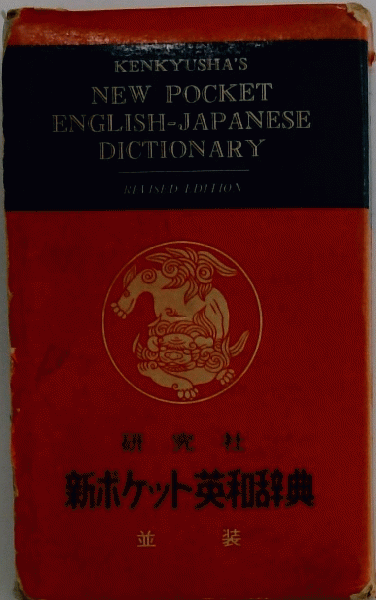 KENKYUSHA'S
NEW POCKET
ENGLISH-JAPANESE
DICTIONARY
REVISED EDITION
研究社
新ポケット英和辞典
並装